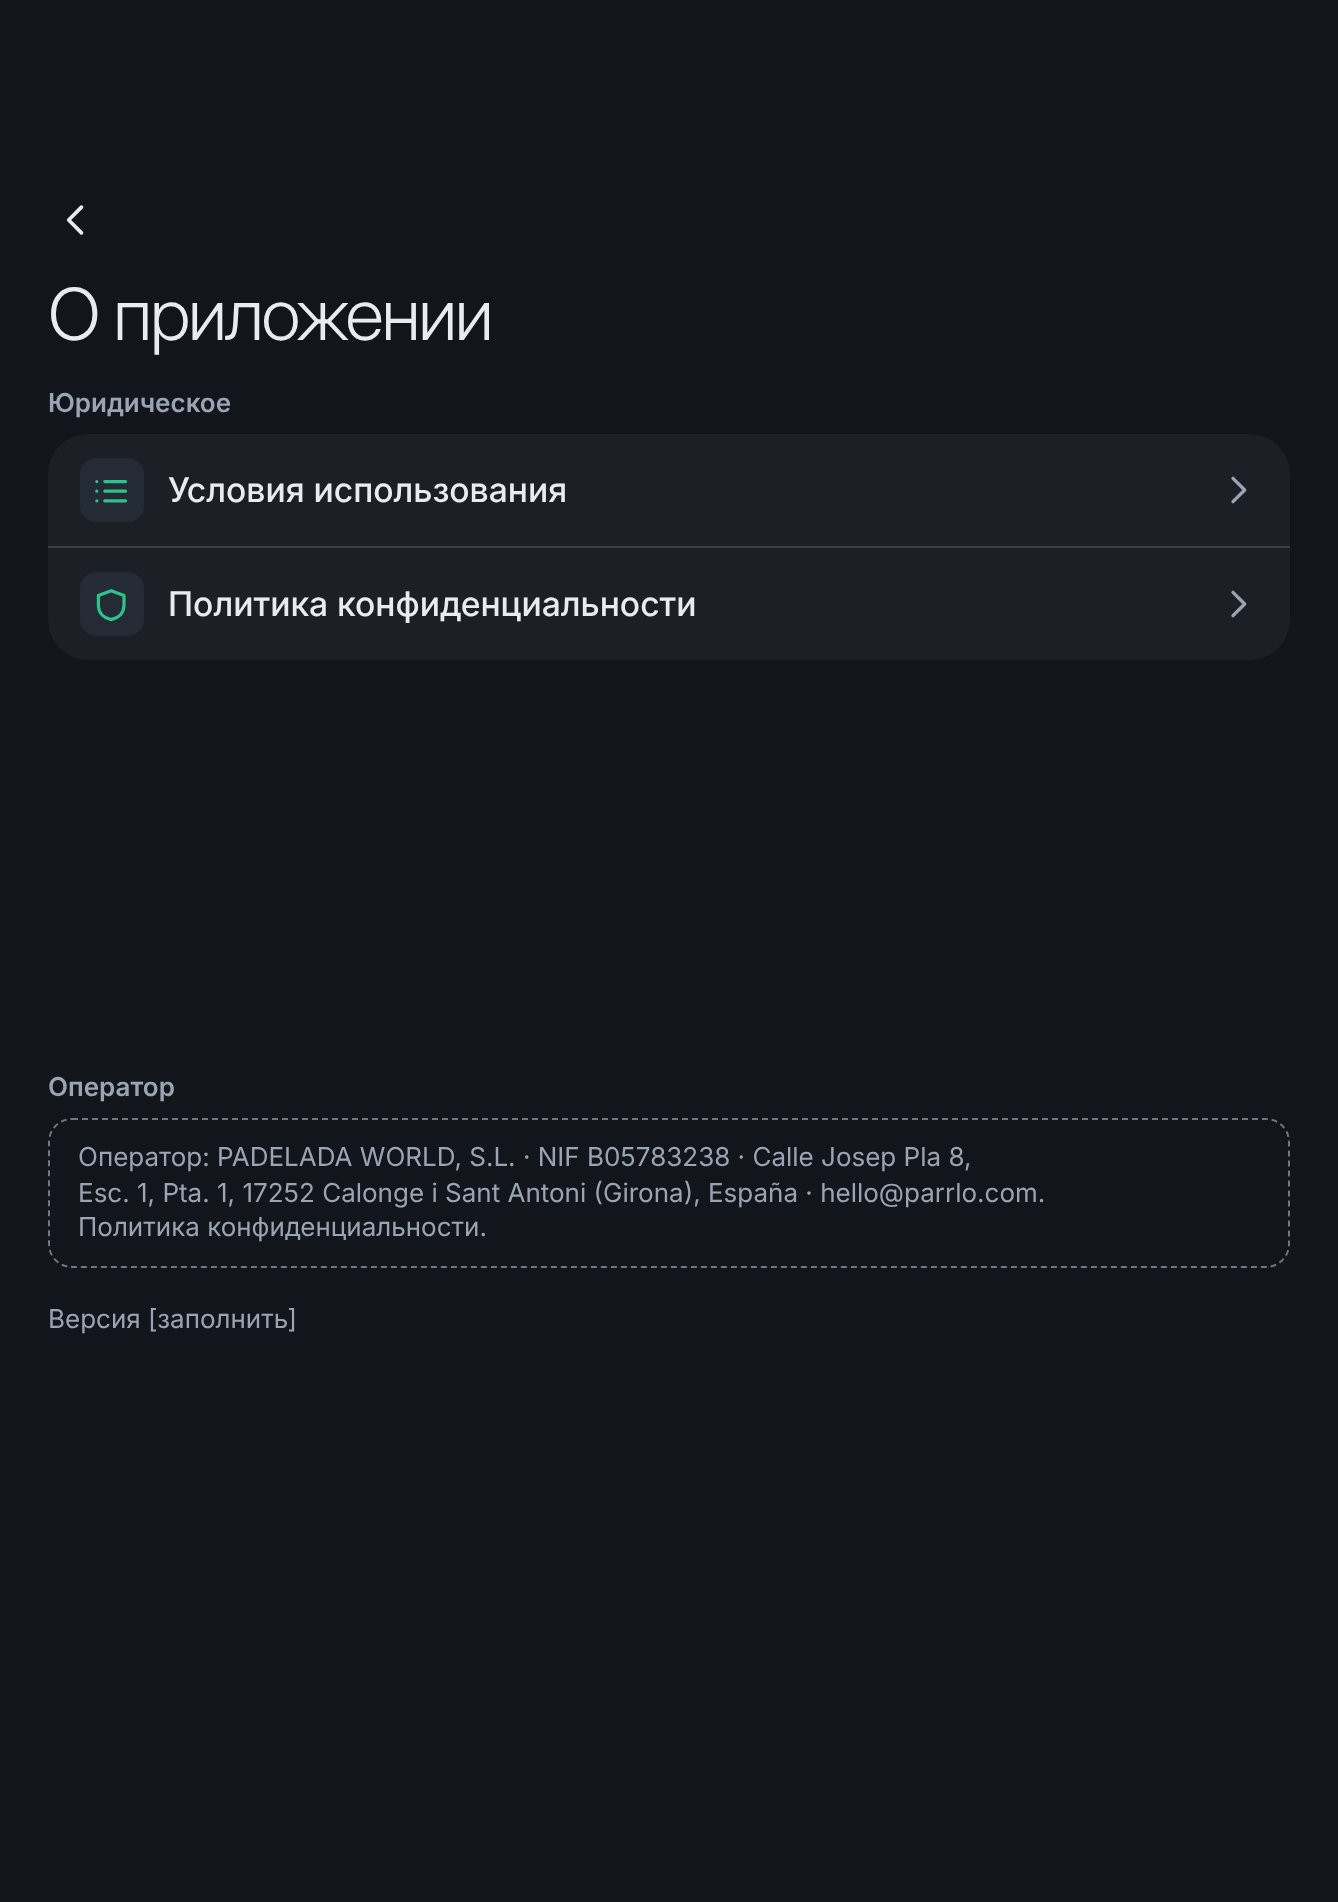 О приложении
Юридическое
Условия использования
Политика конфиденциальности
Оператор
Оператор: PADELADA WORLD, S.L. · NIF B05783238 · Calle Josep Pla 8,
Esc. 1, Pta. 1, 17252 Calonge i Sant Antoni (Girona), España · hello@parrlo.com.
Политика конфиденциальности.
Версия [заполнить]